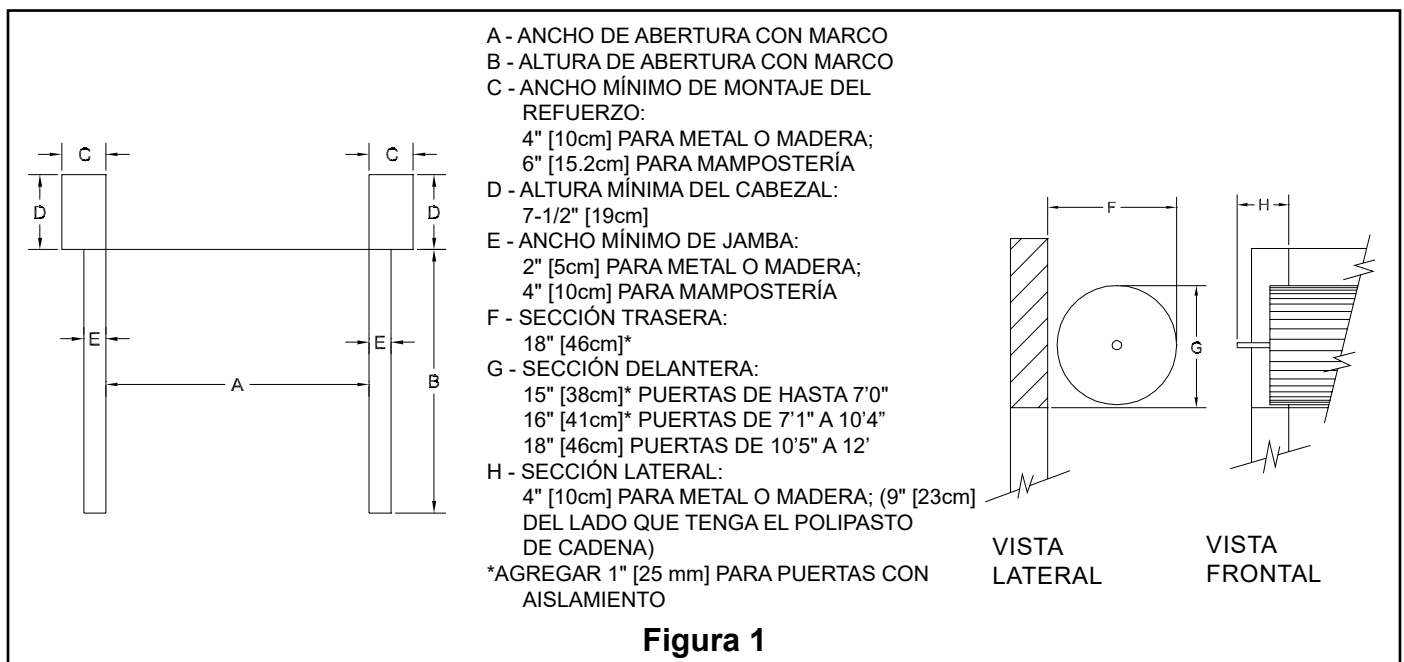 A - ANCHO DE ABERTURA CON MARCO
B - ALTURA DE ABERTURA CON MARCO
C - ANCHO MÍNIMO DE MONTAJE DEL
REFUERZO:
4" [10cm] PARA METAL O MADERA;
6" [15.2cm] PARA MAMPOSTERÍA
D - ALTURA MÍNIMA DEL CABEZAL:
7-1/2" [19cm]
E - ANCHO MÍNIMO DE JAMBA:
2" [5cm] PARA METAL O MADERA;
4" [10cm] PARA MAMPOSTERÍA
F - SECCIÓN TRASERA:
18" [46cm]*
G - SECCIÓN DELANTERA:
15" [38cm]* PUERTAS DE HASTA 7'0"
16" [41cm]* PUERTAS DE 7'1" A 10'4”
18" [46cm] PUERTAS DE 10'5" A 12’
H - SECCIÓN LATERAL:
4" [10cm] PARA METAL O MADERA; (9" [23cm]
DEL LADO QUE TENGA EL POLIPASTO
DE CADENA)
*AGREGAR 1" [25 mm] PARA PUERTAS CON
AISLAMIENTO
C
C
D
D
E
E
A
B
F
H
G
VISTA
LATERAL
VISTA
FRONTAL
Figura 1